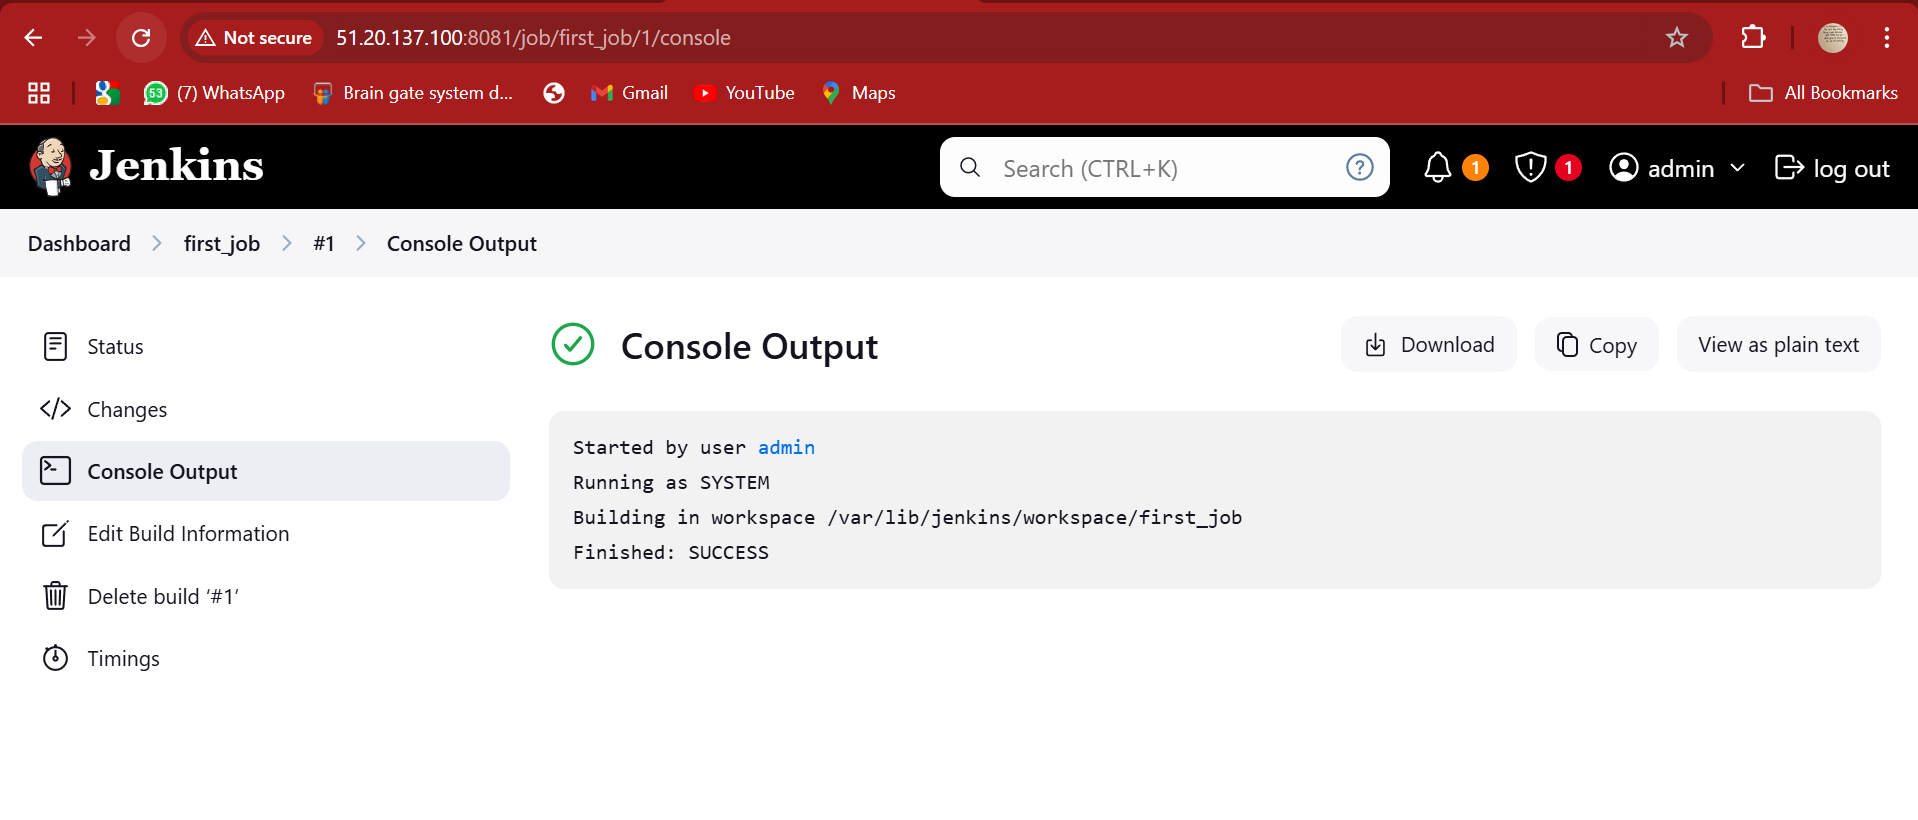 Not secure 51.20.137.100:8081/job/first_job/1/console
53 (7) WhatsApp Brain gate system d... Gmail YouTube Maps All Bookmarks
Jenkins Search (CTRL+K) ? 1 1 admin log out
Dashboard first_job #1 Console Output
Status
Changes
Console Output
Edit Build Information
Delete build ‘#1’
Timings
Console Output Download Copy View as plain text
Started by user admin
Running as SYSTEM
Building in workspace /var/lib/jenkins/workspace/first_job
Finished: SUCCESS